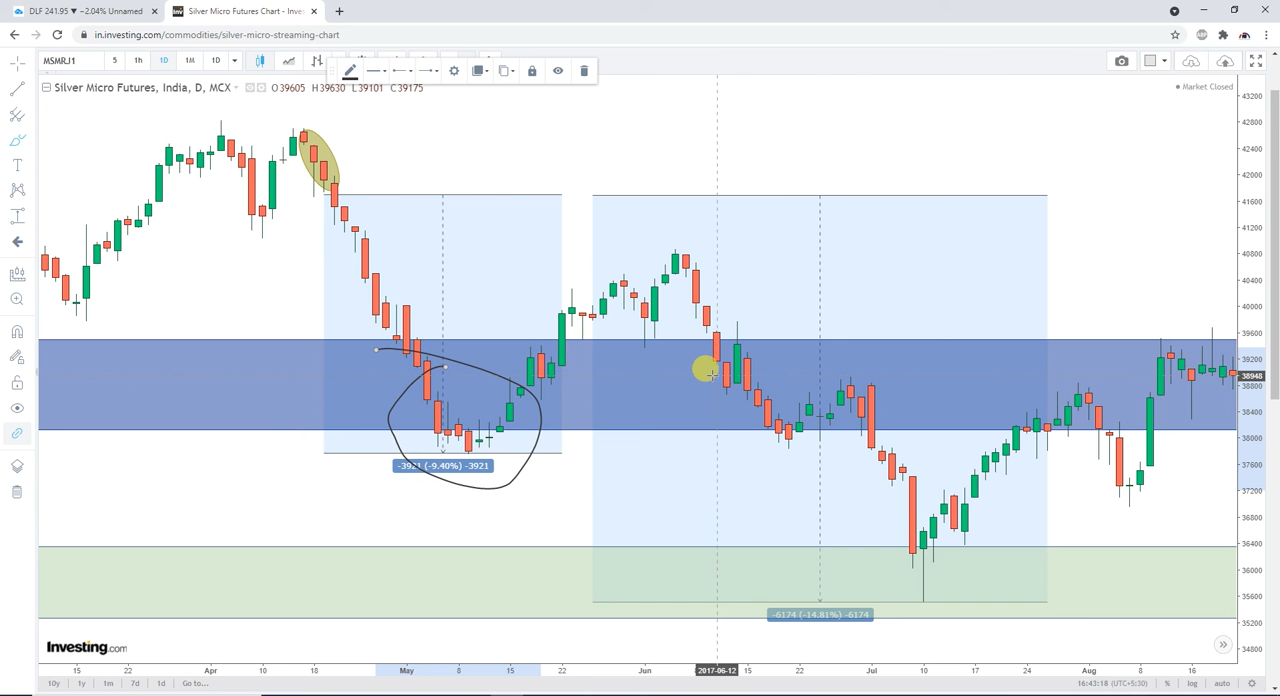 DLF 241.95 ▼ −2.04% Unnamed
Silver Micro Futures Chart - Inve
in.investing.com/commodities/silver-micro-streaming-chart
MSMRJ1 5 1h 1D 1M 1D
Silver Micro Futures, India, D, MCX O39605 H39630 L39101 C39175
Market Closed
43200
42800
42400
42000
41600
41200
40800
40400
40000
39600
39200
38948
38800
38400
38000
37600
37200
36800
36400
36000
35600
35200
34800
-3921 (-9.40%) -3921
-6174 (-14.81%) -6174
Investing.com
15 22 Apr 10 18 May 8 15 22 Jun 2017-06-12 15 22 Jul 10 17 24 Aug 8 16
10y 1y 1m 7d 1d Go to... 16:43:18 (UTC+5:30) % log auto